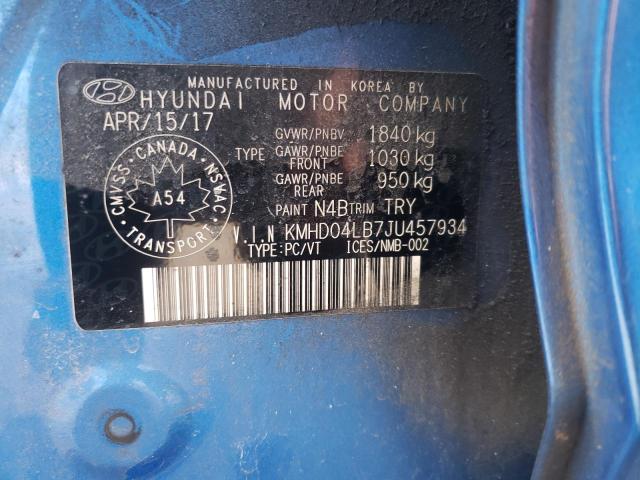 MANUFACTURED IN KOREA BY
HYUNDAI MOTOR COMPANY
APR/15/17
GVWR/PNBV 1840 kg
TYPE GAWR/PNBE FRONT 1030 kg
GAWR/PNBE REAR 950 kg
PAINT N4B TRIM TRY
CANADA
CMVSS NSVAC
A54
TRANSPORT
V.I.N KMHD04LB7JU457934
TYPE:PC/VT ICES/NMB-002